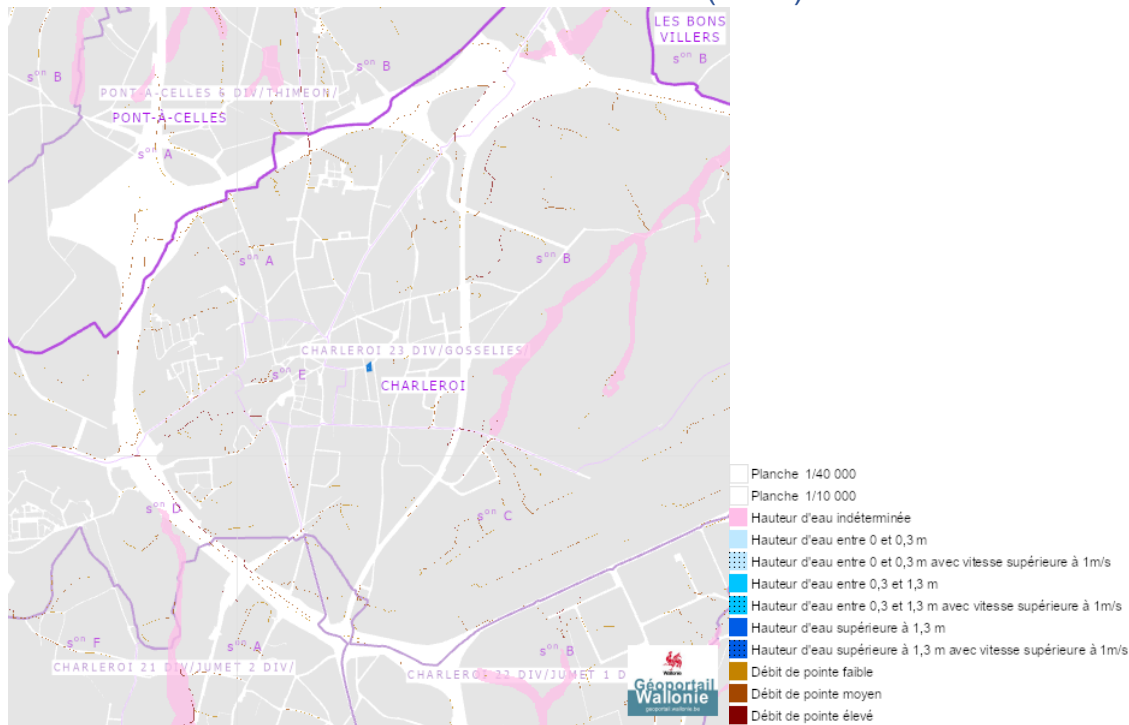 LES BONS
VILLERS
sᵒⁿ B
sᵒⁿ B
sᵒⁿ B
PONT-A-CELLES 6 DIV/THIMEON/
PONT-A-CELLES
sᵒⁿ A
sᵒⁿ A
sᵒⁿ B
CHARLEROI 23 DIV/GOSSELIES/
sᵒⁿ E
CHARLEROI
sᵒⁿ D
sᵒⁿ C
sᵒⁿ F
sᵒⁿ A
sᵒⁿ B
CHARLEROI 21 DIV/JUMET 2 DIV/
CHARLEROI 22 DIV/JUMET 1 D
Wallonie
Géoportail
Wallonie
geoportail.wallonie.be
Planche 1/40 000
Planche 1/10 000
Hauteur d'eau indéterminée
Hauteur d'eau entre 0 et 0,3 m
Hauteur d'eau entre 0 et 0,3 m avec vitesse supérieure à 1m/s
Hauteur d'eau entre 0,3 et 1,3 m
Hauteur d'eau entre 0,3 et 1,3 m avec vitesse supérieure à 1m/s
Hauteur d'eau supérieure à 1,3 m
Hauteur d'eau supérieure à 1,3 m avec vitesse supérieure à 1m/s
Débit de pointe faible
Débit de pointe moyen
Débit de pointe élevé